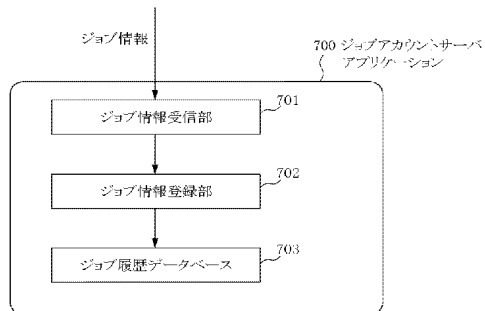 ジョブ情報
700 ジョブアカウントサーバ
アプリケーション
ジョブ情報受信部
701
ジョブ情報登録部
702
ジョブ履歴データベース
703